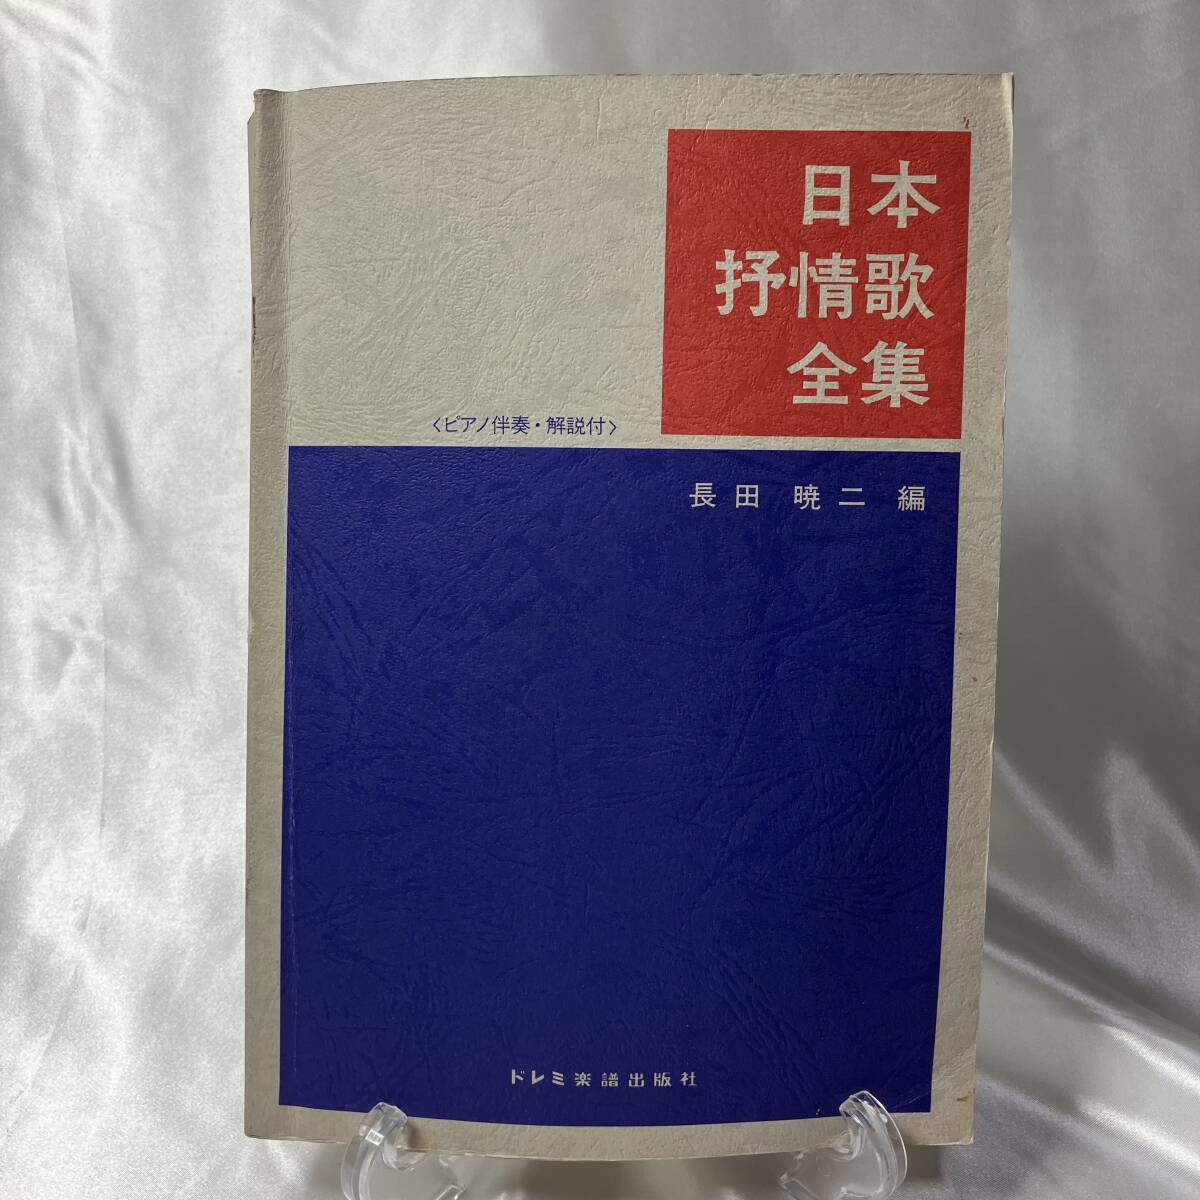 日本
抒情歌
全集
〈ピアノ伴奏・解説付〉
長田 暁二 編
ドレミ楽譜出版社